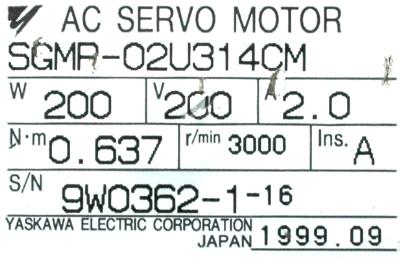 AC SERVO MOTOR
SGMP-02U314CM
W 200 V 200 A 2.0
N·m 0.637 r/min 3000 Ins. A
S/N 9W0362-1-16
YASKAWA ELECTRIC CORPORATION
JAPAN 1999.09